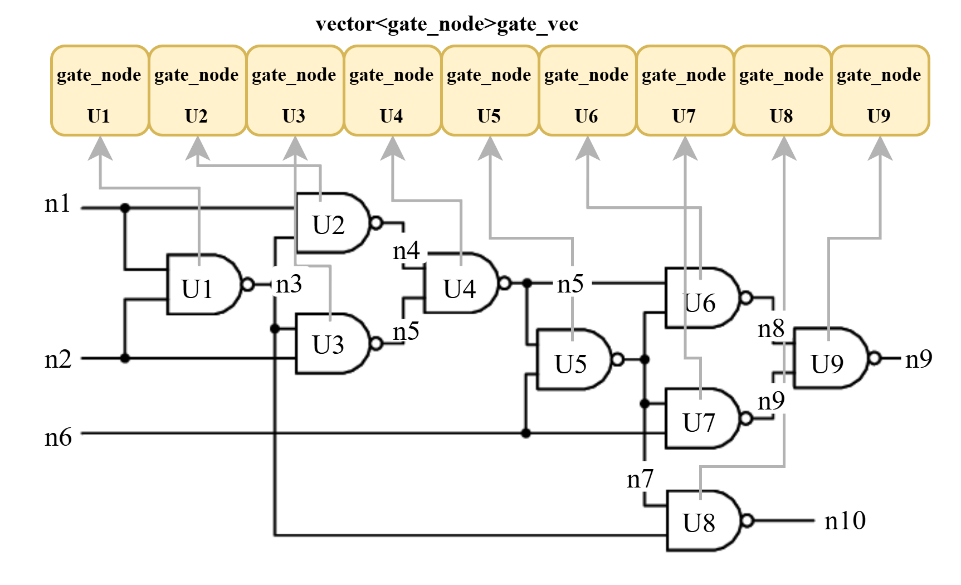 vector<gate_node>gate_vec
gate_node gate_node gate_node gate_node gate_node gate_node gate_node gate_node gate_node
U1 U2 U3 U4 U5 U6 U7 U8 U9
n1
U2
n4
U1
n3
U4
n5
U6
n8
n5
U3
n2
U5
U9
n9
n9
U7
n6
n7
U8
n10